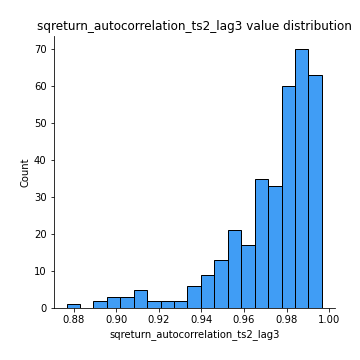 sqreturn_autocorrelation_ts2_lag3 value distribution
70
60
50
40
30
20
10
0
Count
0.88 0.90 0.92 0.94 0.96 0.98 1.00
sqreturn_autocorrelation_ts2_lag3